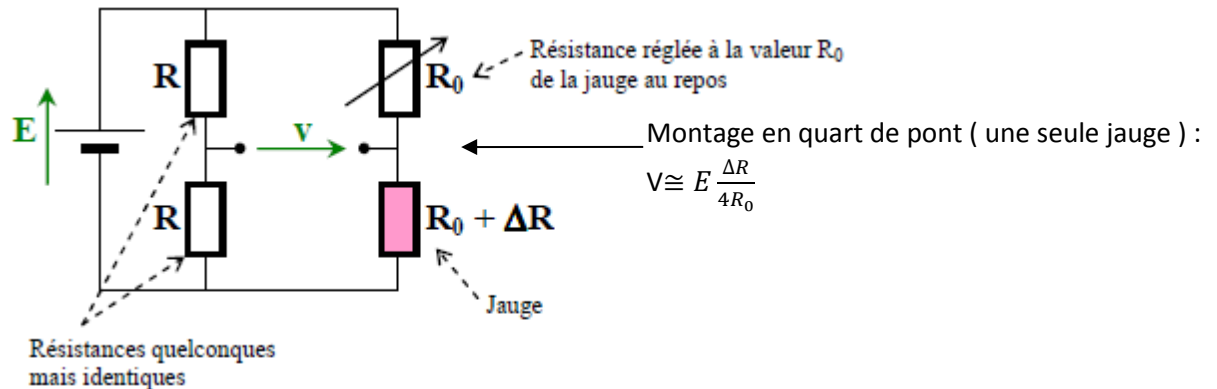 R
R₀
Résistance réglée à la valeur R₀
de la jauge au repos
E
v
Montage en quart de pont ( une seule jauge ) :
V≅ E ΔR/4R₀
R
R₀ + ΔR
Jauge
Résistances quelconques
mais identiques